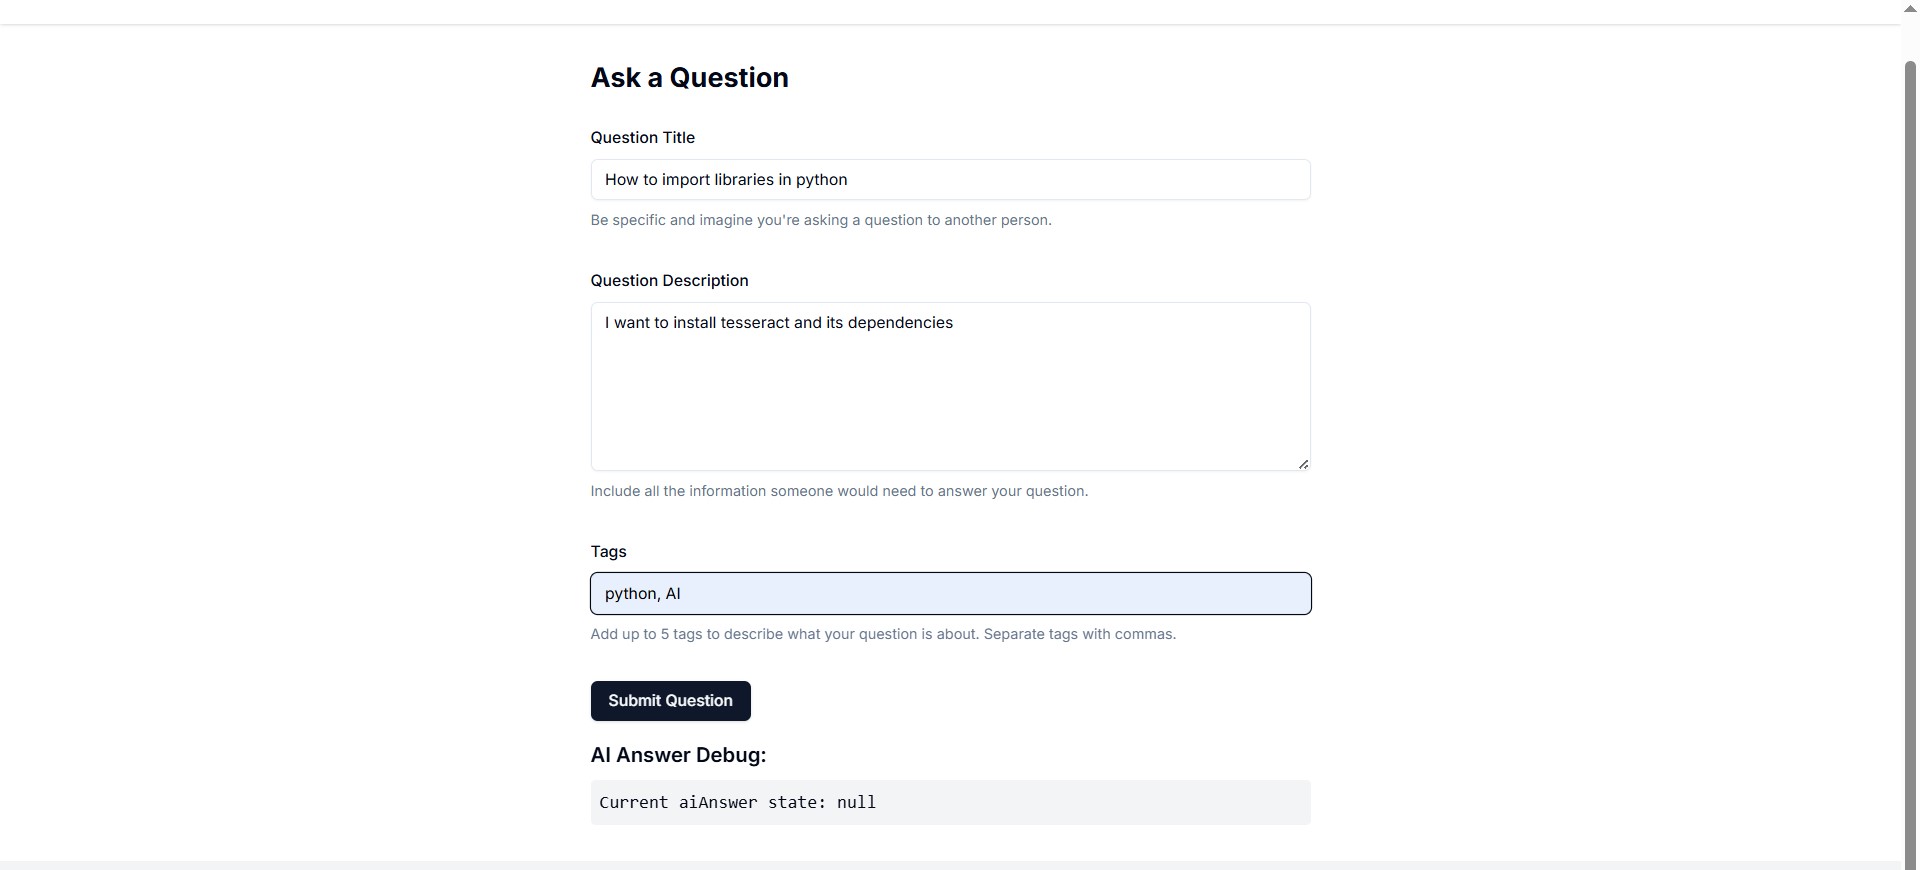 Ask a Question
Question Title
How to import libraries in python
Be specific and imagine you're asking a question to another person.
Question Description
I want to install tesseract and its dependencies
Include all the information someone would need to answer your question.
Tags
python, AI
Add up to 5 tags to describe what your question is about. Separate tags with commas.
Submit Question
AI Answer Debug:
Current aiAnswer state: null